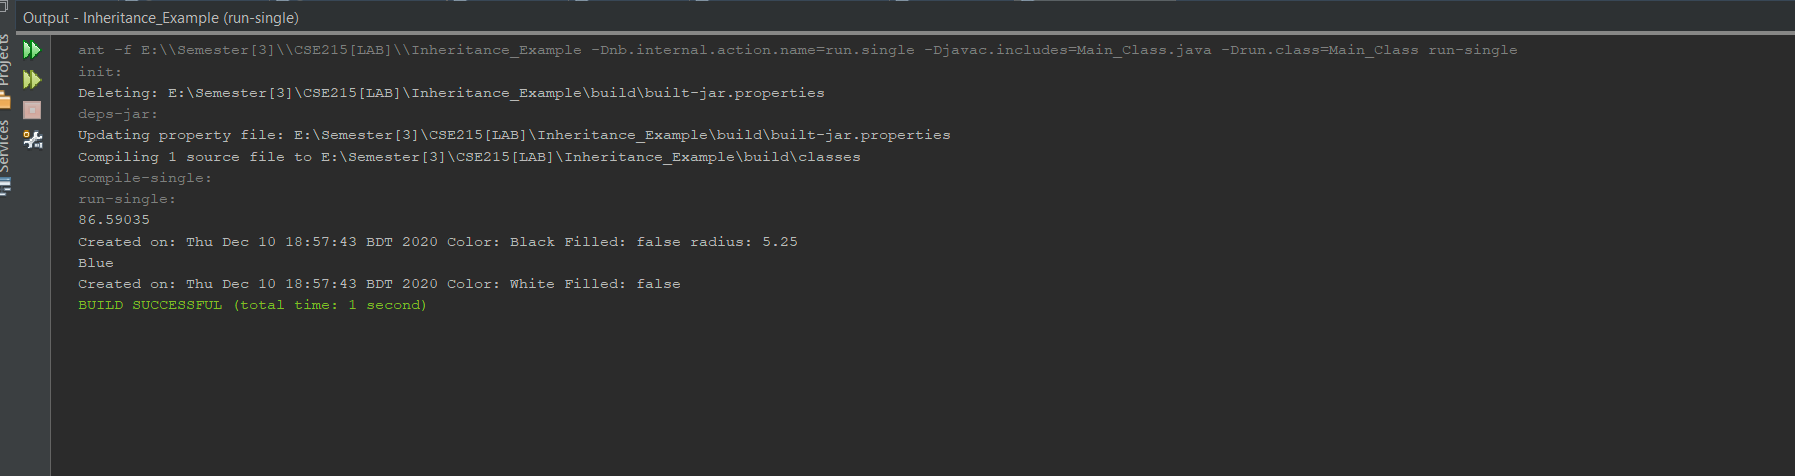 Output - Inheritance_Example (run-single)
Projects
Services
ant -f E:\\Semester[3]\\CSE215[LAB]\\Inheritance_Example -Dnb.internal.action.name=run.single -Djavac.includes=Main_Class.java -Drun.class=Main_Class run-single
init:
Deleting: E:\Semester[3]\CSE215[LAB]\Inheritance_Example\build\built-jar.properties
deps-jar:
Updating property file: E:\Semester[3]\CSE215[LAB]\Inheritance_Example\build\built-jar.properties
Compiling 1 source file to E:\Semester[3]\CSE215[LAB]\Inheritance_Example\build\classes
compile-single:
run-single:
86.59035
Created on: Thu Dec 10 18:57:43 BDT 2020 Color: Black Filled: false radius: 5.25
Blue
Created on: Thu Dec 10 18:57:43 BDT 2020 Color: White Filled: false
BUILD SUCCESSFUL (total time: 1 second)